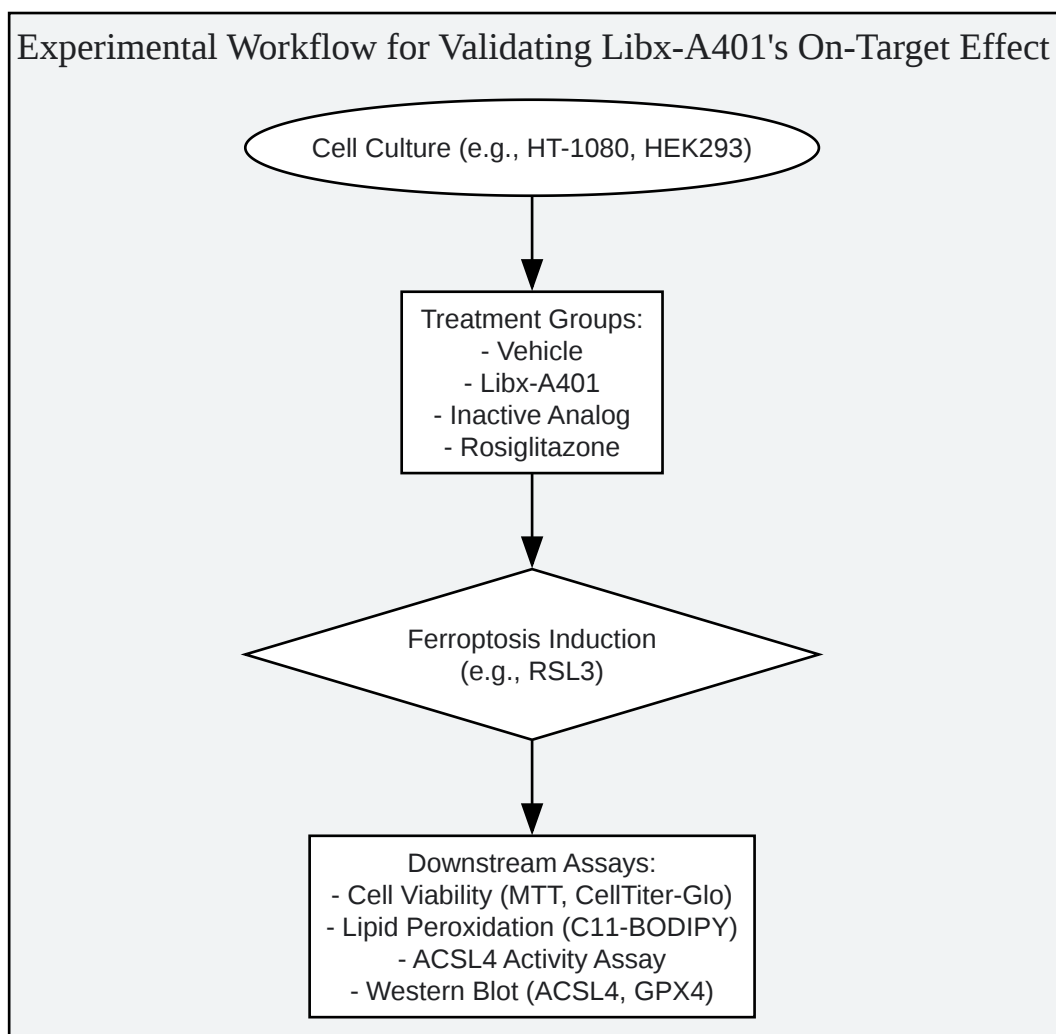 Experimental Workflow for Validating Libx-A401's On-Target Effect
Cell Culture (e.g., HT-1080, HEK293)
Treatment Groups:
- Vehicle
- Libx-A401
- Inactive Analog
- Rosiglitazone
Ferroptosis Induction
(e.g., RSL3)
Downstream Assays:
- Cell Viability (MTT, CellTiter-Glo)
- Lipid Peroxidation (C11-BODIPY)
- ACSL4 Activity Assay
- Western Blot (ACSL4, GPX4)